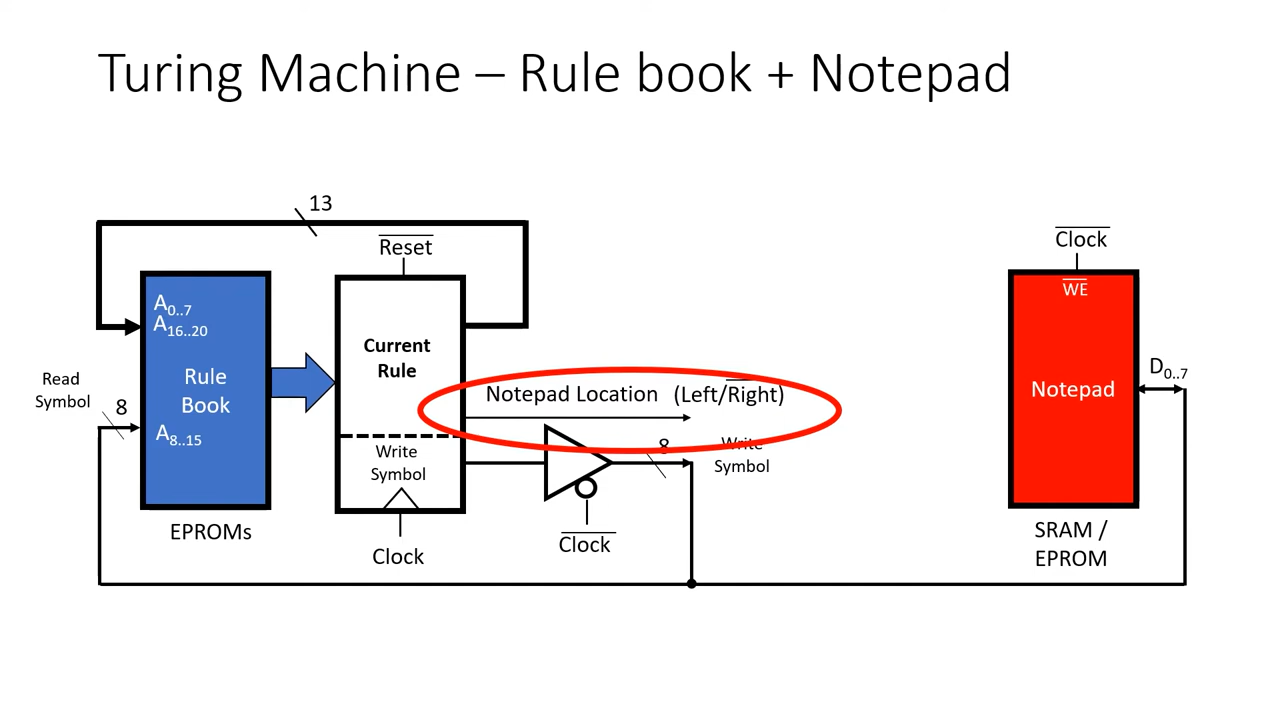 Turing Machine – Rule book + Notepad
13
Reset
Clock
A0..7
A16..20
WE
Current
Rule
Read
Symbol
8
Rule
Book
Notepad Location (Left/Right)
Notepad
D0..7
A8..15
Write
Symbol
8
Write
Symbol
EPROMs
Clock
Clock
SRAM /
EPROM